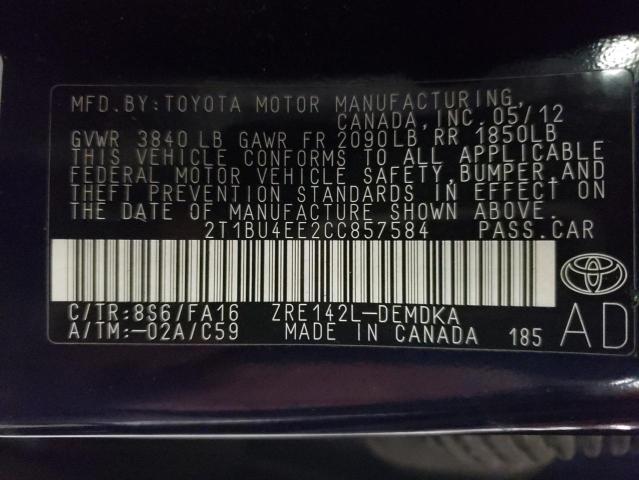 MFD.BY:TOYOTA MOTOR MANUFACTURING,
CANADA, INC. 05/12
GVWR 3840 LB GAWR FR 2090LB RR 1850LB
THIS VEHICLE CONFORMS TO ALL APPLICABLE
FEDERAL MOTOR VEHICLE SAFETY,BUMPER,AND
THEFT PREVENTION STANDARDS IN EFFECT ON
THE DATE OF MANUFACTURE SHOWN ABOVE.
2T1BU4EE2CC857584 PASS.CAR
C/TR:8S6/FA16 ZRE142L-DEMDKA
A/TM:-02A/C59 MADE IN CANADA 185
AD